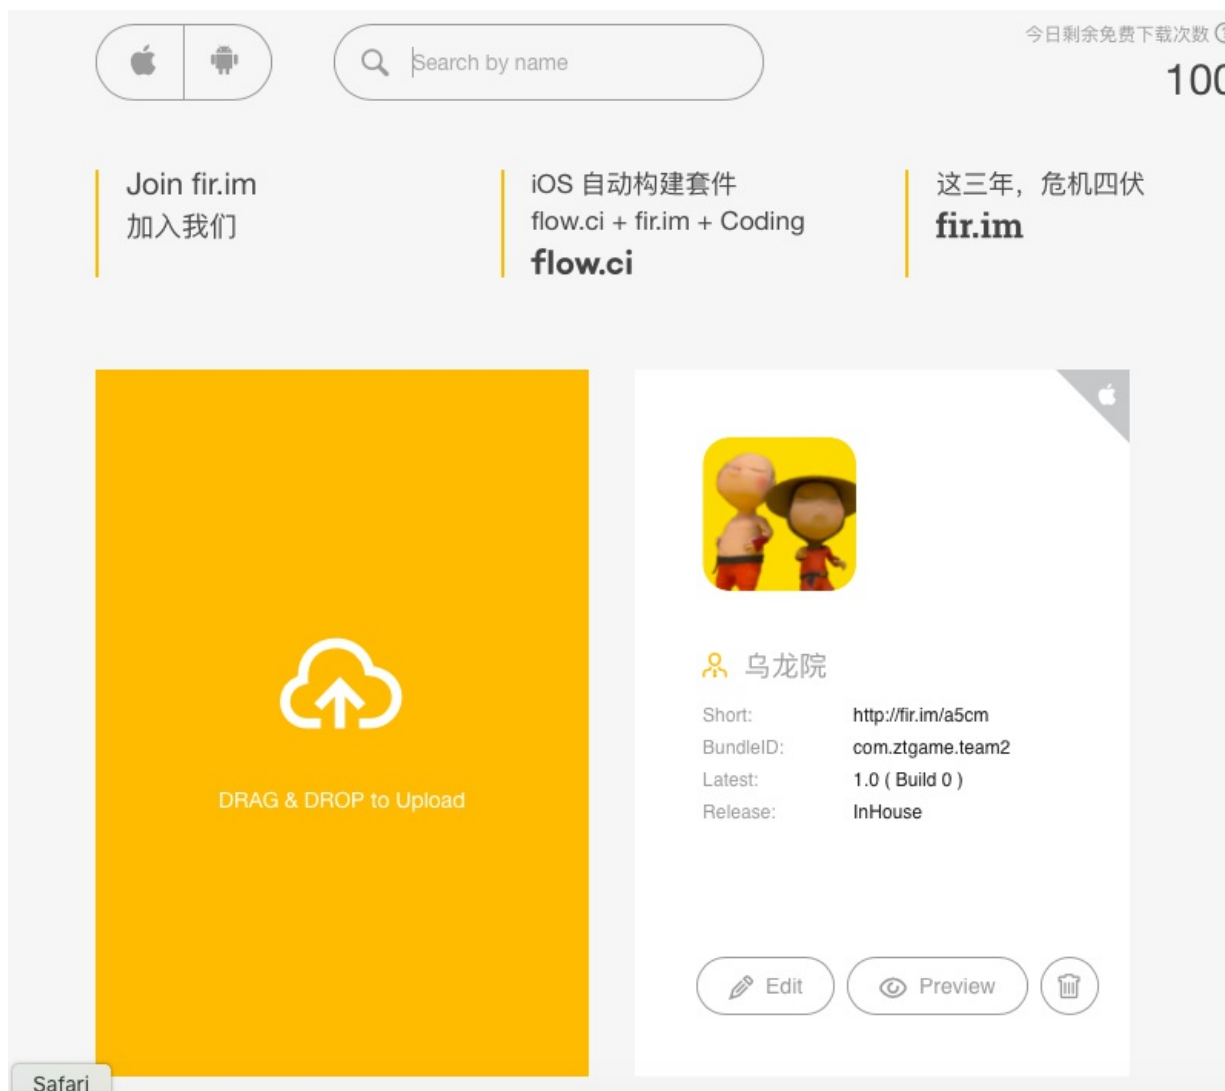 Search by name
今日剩余免费下载次数
100
Join fir.im
加入我们
iOS 自动构建套件
flow.ci + fir.im + Coding
flow.ci
这三年，危机四伏
fir.im
DRAG & DROP to Upload
乌龙院
Short: http://fir.im/a5cm
BundleID: com.ztgame.team2
Latest: 1.0 ( Build 0 )
Release: InHouse
Edit
Preview
Safari